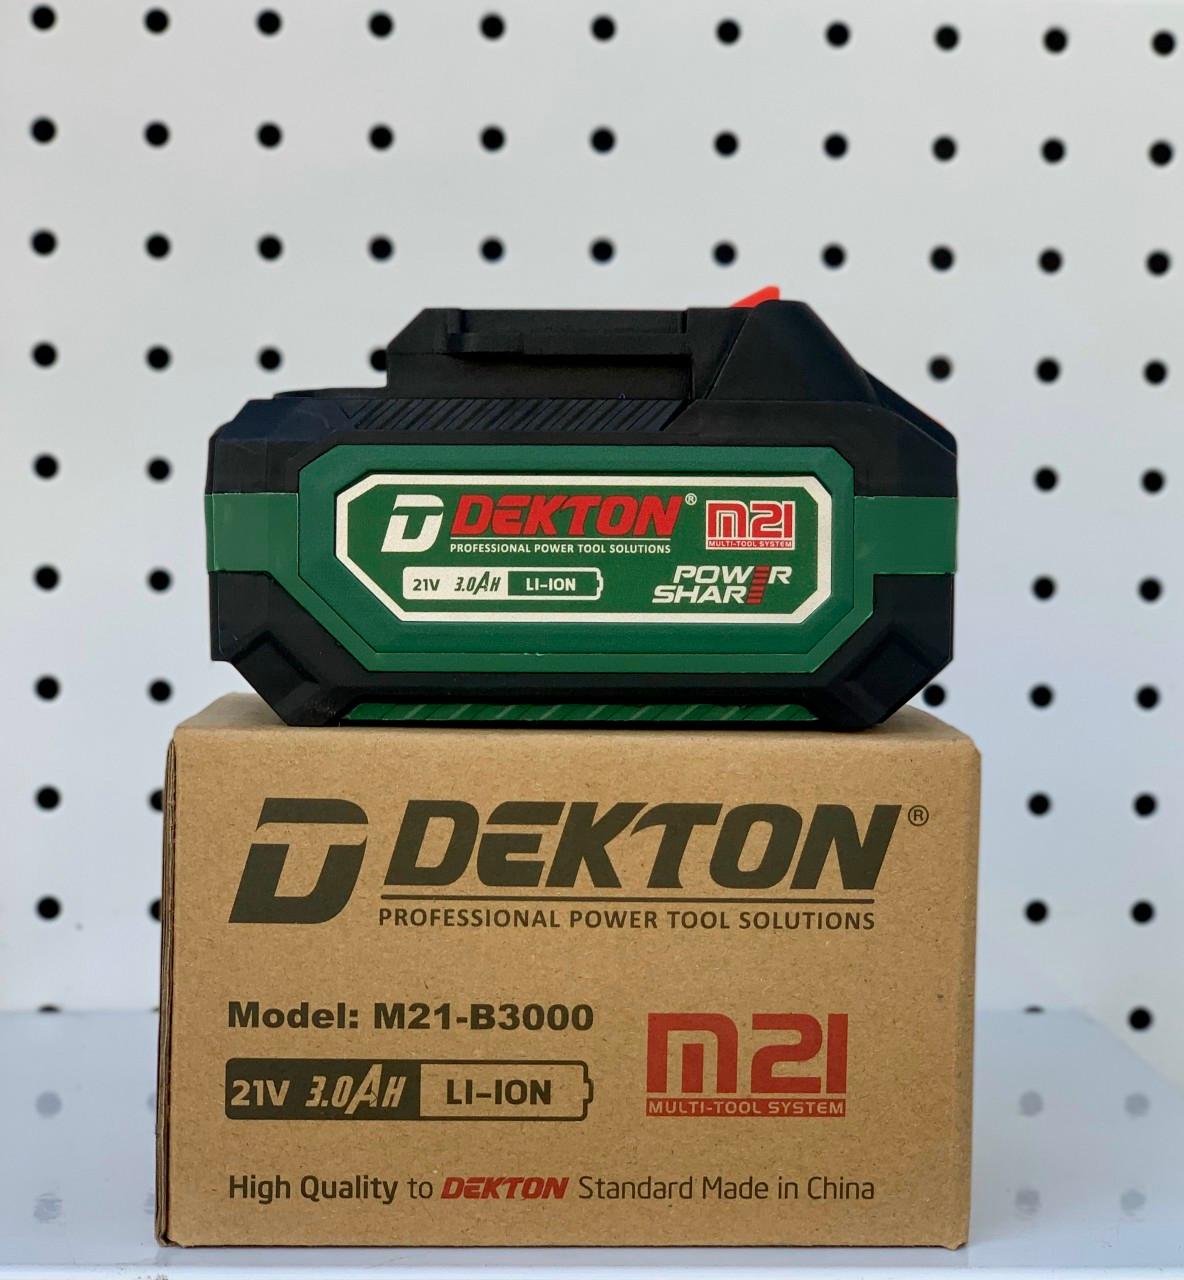 DEKTON® M21
PROFESSIONAL POWER TOOL SOLUTIONS MULTI-TOOL SYSTEM
21V 3.0AH LI-ION
POWER
SHARE
DEKTON®
PROFESSIONAL POWER TOOL SOLUTIONS
Model: M21-B3000
M21
21V 3.0AH LI-ION
MULTI-TOOL SYSTEM
High Quality to DEKTON Standard Made in China